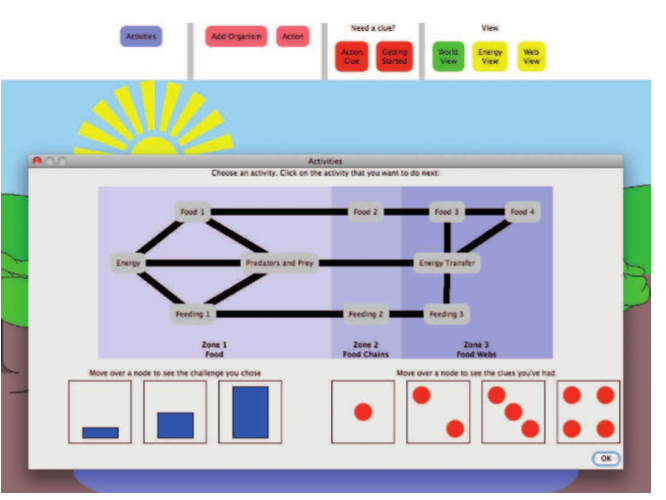 Need a clue?
View
Activities
Add Organism
Action
Action
Clue
Getting
Started
World
View
Energy
View
Web
View
Activities
Choose an activity. Click on the activity that you want to do next:
Food 1
Food 2
Food 3
Food 4
Energy
Predators and Prey
Energy Transfer
Feeding 1
Feeding 2
Feeding 3
Zone 1
Food
Zone 2
Food Chains
Zone 3
Food Webs
Move over a node to see the challenge you chose
Move over a node to see the clues you've had
OK